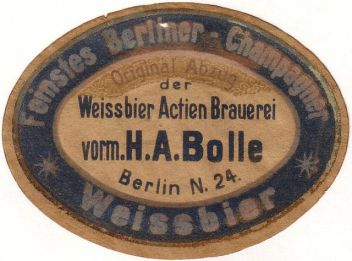 Feinstes Berliner-Champagner
Original Abzug
der
Weissbier Actien Brauerei
vorm. H.A. Bolle
Berlin N. 24.
Weissbier